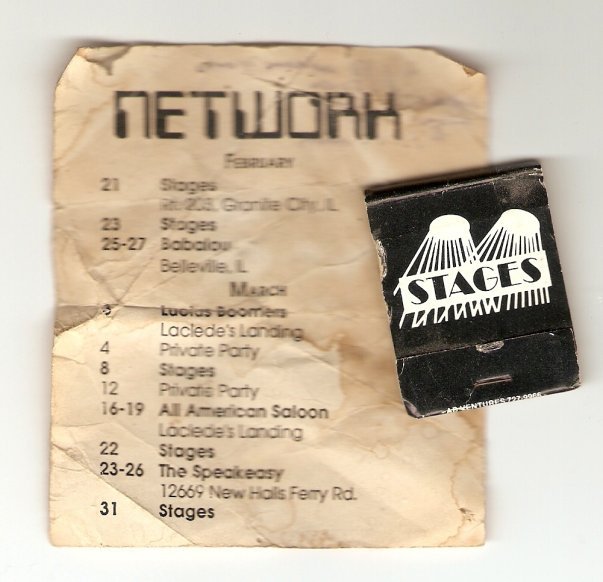 NETWORK
FEBRUARY
21 Stages
Rt. 203, Granite City, IL
23 Stages
25-27 Babalou
Belleville, IL
MARCH
3 Lucius Boomers
Laclede's Landing
4 Private Party
8 Stages
12 Private Party
16-19 All American Saloon
Laclede's Landing
22 Stages
23-26 The Speakeasy
12669 New Halls Ferry Rd.
31 Stages
STAGES